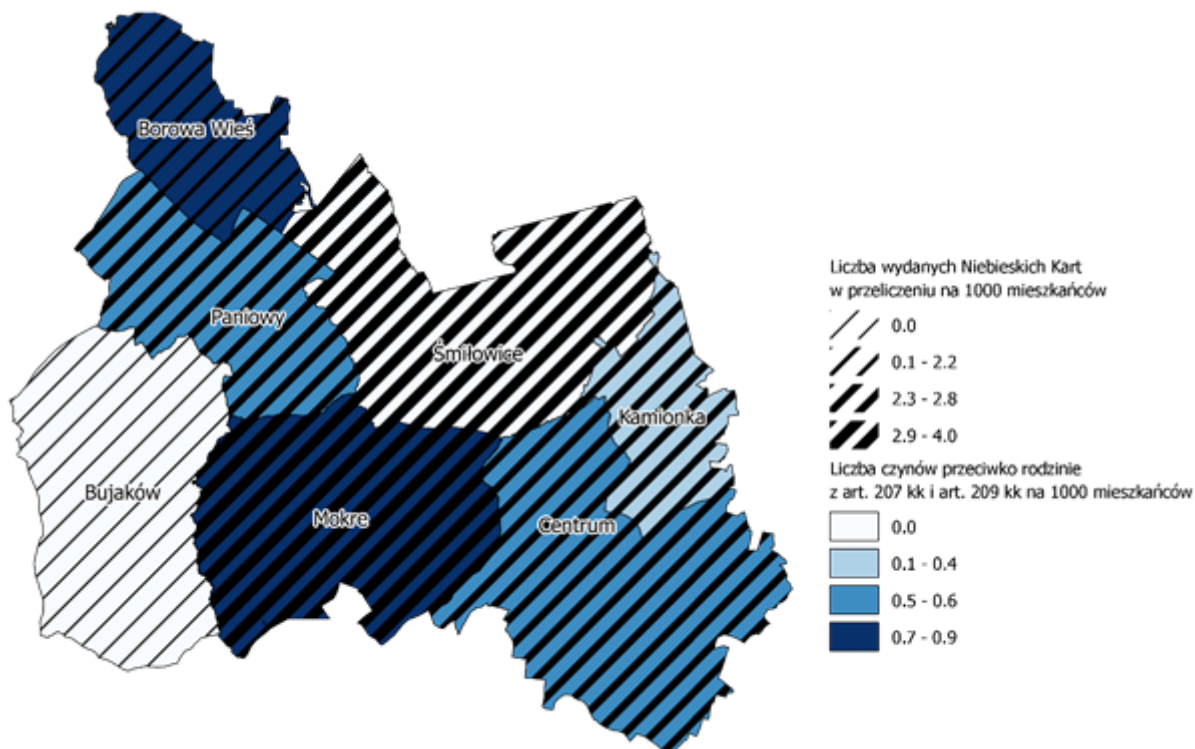 Borowa Wieś
Paniowy
Śmiłowice
Kamionka
Bujaków
Mokre
Centrum
Liczba wydanych Niebieskich Kart
w przeliczeniu na 1000 mieszkańców
0.0
0.1 - 2.2
2.3 - 2.8
2.9 - 4.0
Liczba czynów przeciwko rodzinie
z art. 207 kk i art. 209 kk na 1000 mieszkańców
0.0
0.1 - 0.4
0.5 - 0.6
0.7 - 0.9